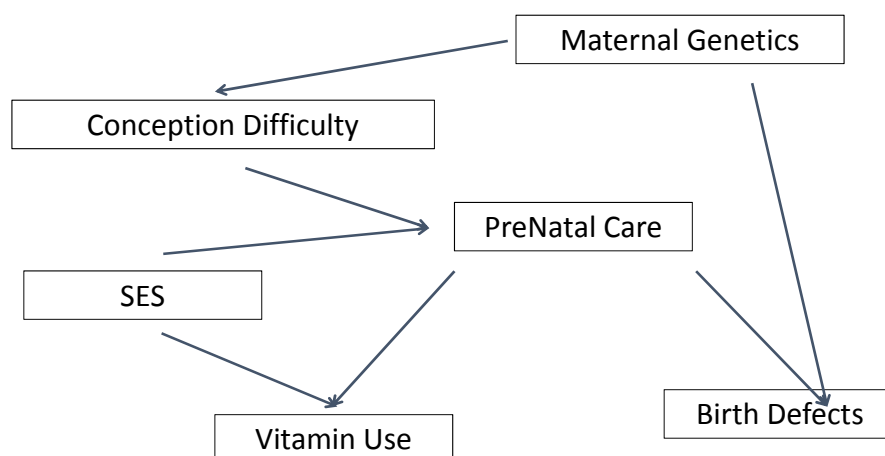 Maternal Genetics
Conception Difficulty
PreNatal Care
SES
Birth Defects
Vitamin Use